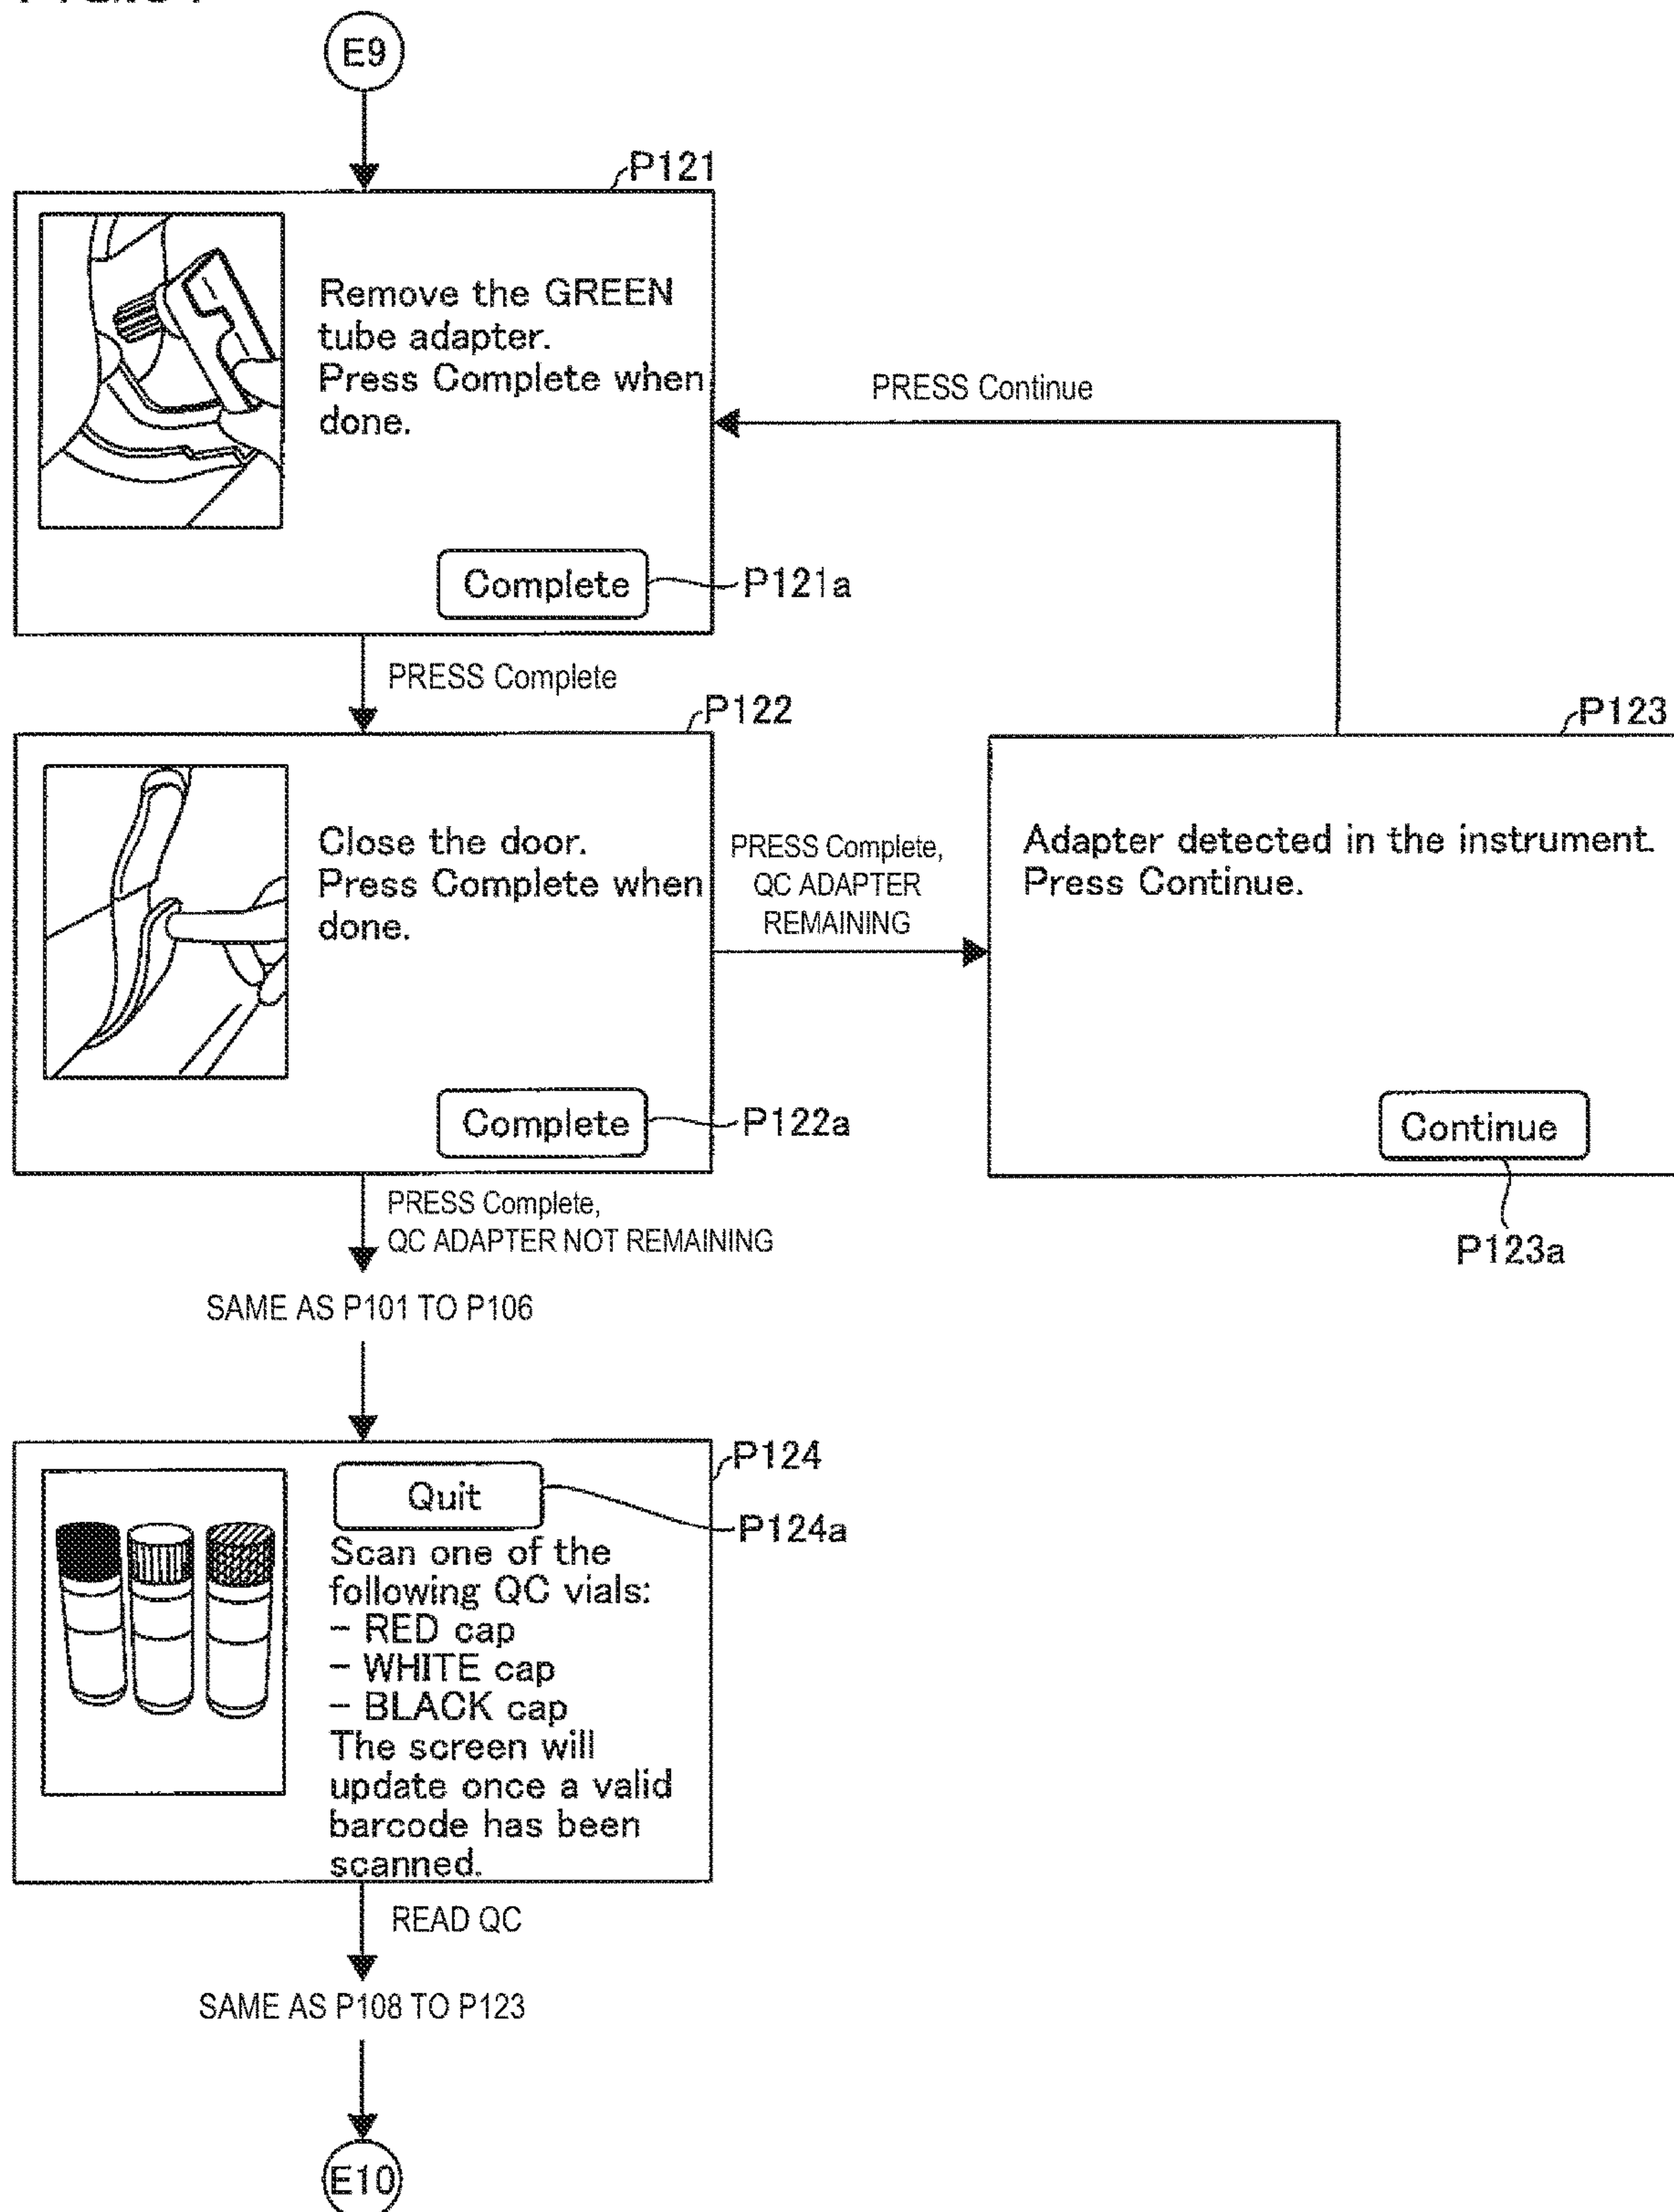 E9
P121
Remove the GREEN
tube adapter.
Press Complete when
done.
Complete
P121a
PRESS Continue
PRESS Complete
P122
Close the door.
Press Complete when
done.
Complete
P122a
PRESS Complete,
QC ADAPTER
REMAINING
P123
Adapter detected in the instrument.
Press Continue.
Continue
P123a
PRESS Complete,
QC ADAPTER NOT REMAINING
SAME AS P101 TO P106
P124
Quit
P124a
Scan one of the
following QC vials:
- RED cap
- WHITE cap
- BLACK cap
The screen will
update once a valid
barcode has been
scanned.
READ QC
SAME AS P108 TO P123
E10